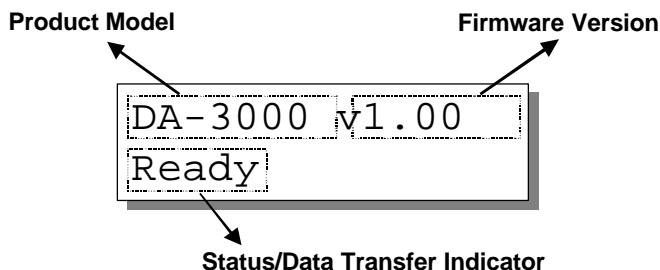 Product Model
Firmware Version
DA-3000 v1.00
Ready
Status/Data Transfer Indicator